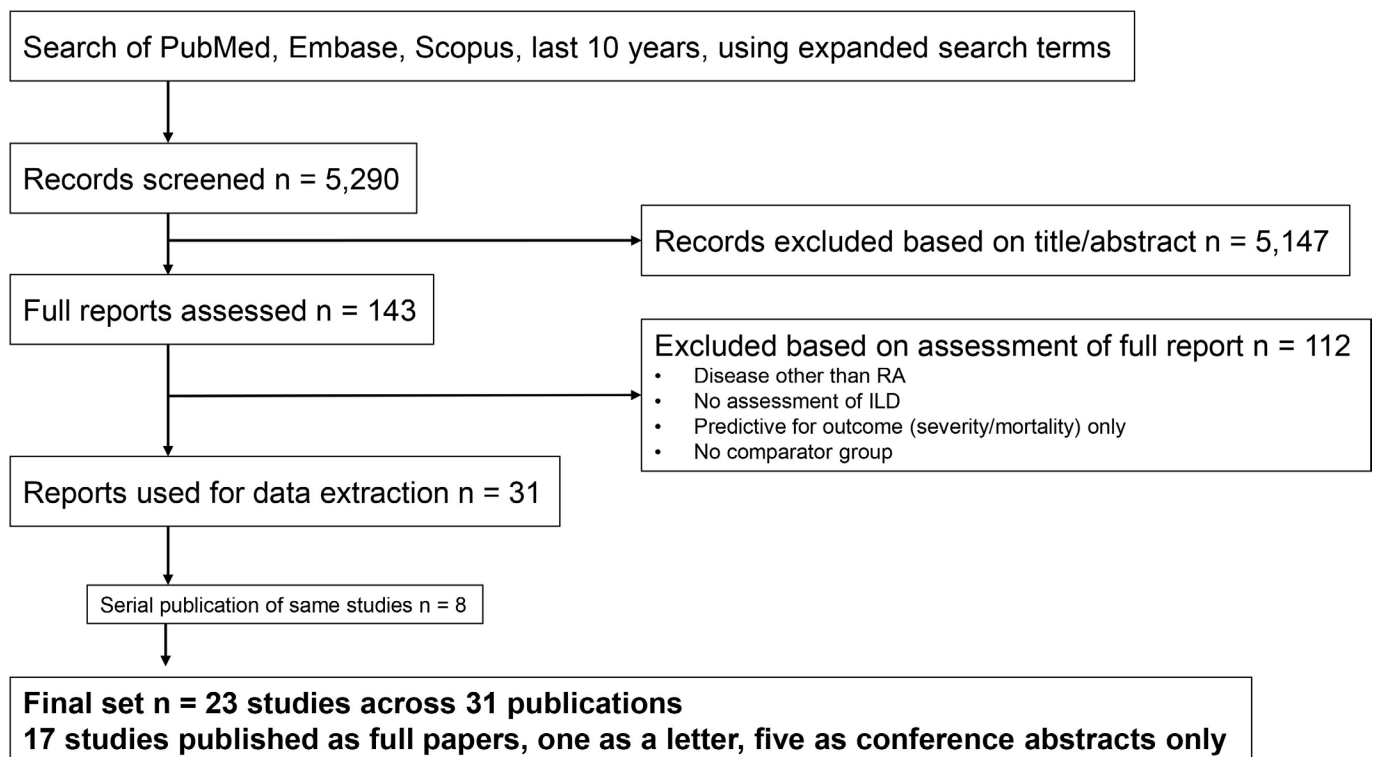 Search of PubMed, Embase, Scopus, last 10 years, using expanded search terms
Records screened n = 5,290
Records excluded based on title/abstract n = 5,147
Full reports assessed n = 143
Excluded based on assessment of full report n = 112
• Disease other than RA
• No assessment of ILD
• Predictive for outcome (severity/mortality) only
• No comparator group
Reports used for data extraction n = 31
Serial publication of same studies n = 8
Final set n = 23 studies across 31 publications
17 studies published as full papers, one as a letter, five as conference abstracts only